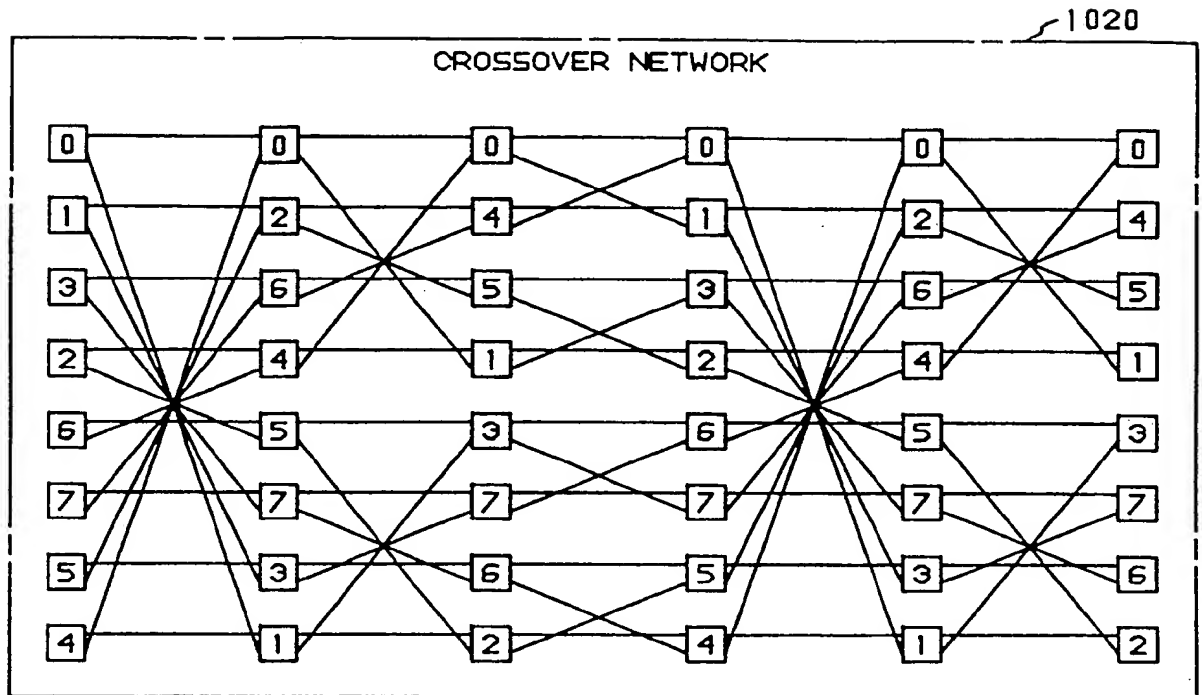 1020
CROSSOVER NETWORK
0 0 0 0 0 0
1 2 4 1 2 4
3 6 5 3 6 5
2 4 1 2 4 1
6 5 3 6 5 3
7 7 7 7 7 7
5 3 6 5 3 6
4 1 2 4 1 2